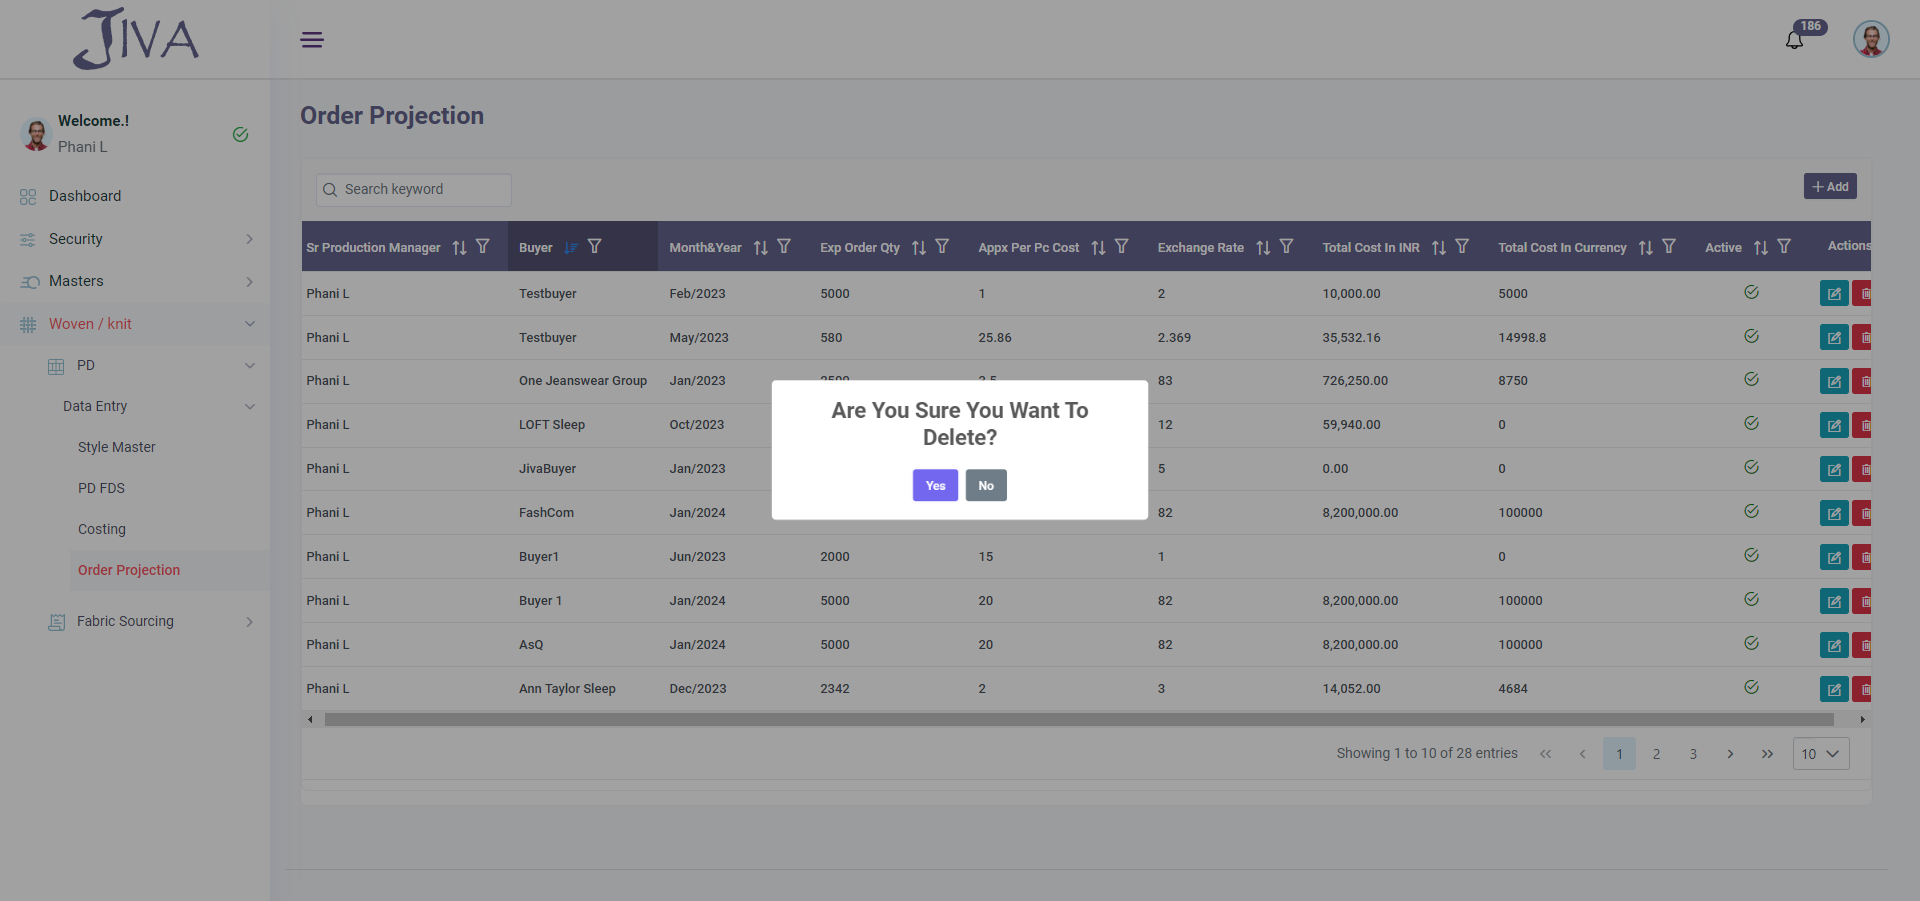 JIVA
186
Welcome.!
Phani L
Dashboard
Security
Masters
Woven / knit
PD
Data Entry
Style Master
PD FDS
Costing
Order Projection
Fabric Sourcing
Order Projection
Search keyword
Add
Sr Production Manager Buyer Month&Year Exp Order Qty Appx Per Pc Cost Exchange Rate Total Cost In INR Total Cost In Currency Active Actions
Phani L Testbuyer Feb/2023 5000 1 2 10,000.00 5000
Phani L Testbuyer May/2023 580 25.86 2.369 35,532.16 14998.8
Phani L One Jeanswear Group Jan/2023 2500 3.5 83 726,250.00 8750
Phani L LOFT Sleep Oct/2023 12 59,940.00 0
Phani L JivaBuyer Jan/2023 5 0.00 0
Phani L FashCom Jan/2024 82 8,200,000.00 100000
Phani L Buyer1 Jun/2023 2000 15 1 0
Phani L Buyer 1 Jan/2024 5000 20 82 8,200,000.00 100000
Phani L AsQ Jan/2024 5000 20 82 8,200,000.00 100000
Phani L Ann Taylor Sleep Dec/2023 2342 2 3 14,052.00 4684
Showing 1 to 10 of 28 entries << < 1 2 3 > >> 10
Are You Sure You Want To
Delete?
Yes No